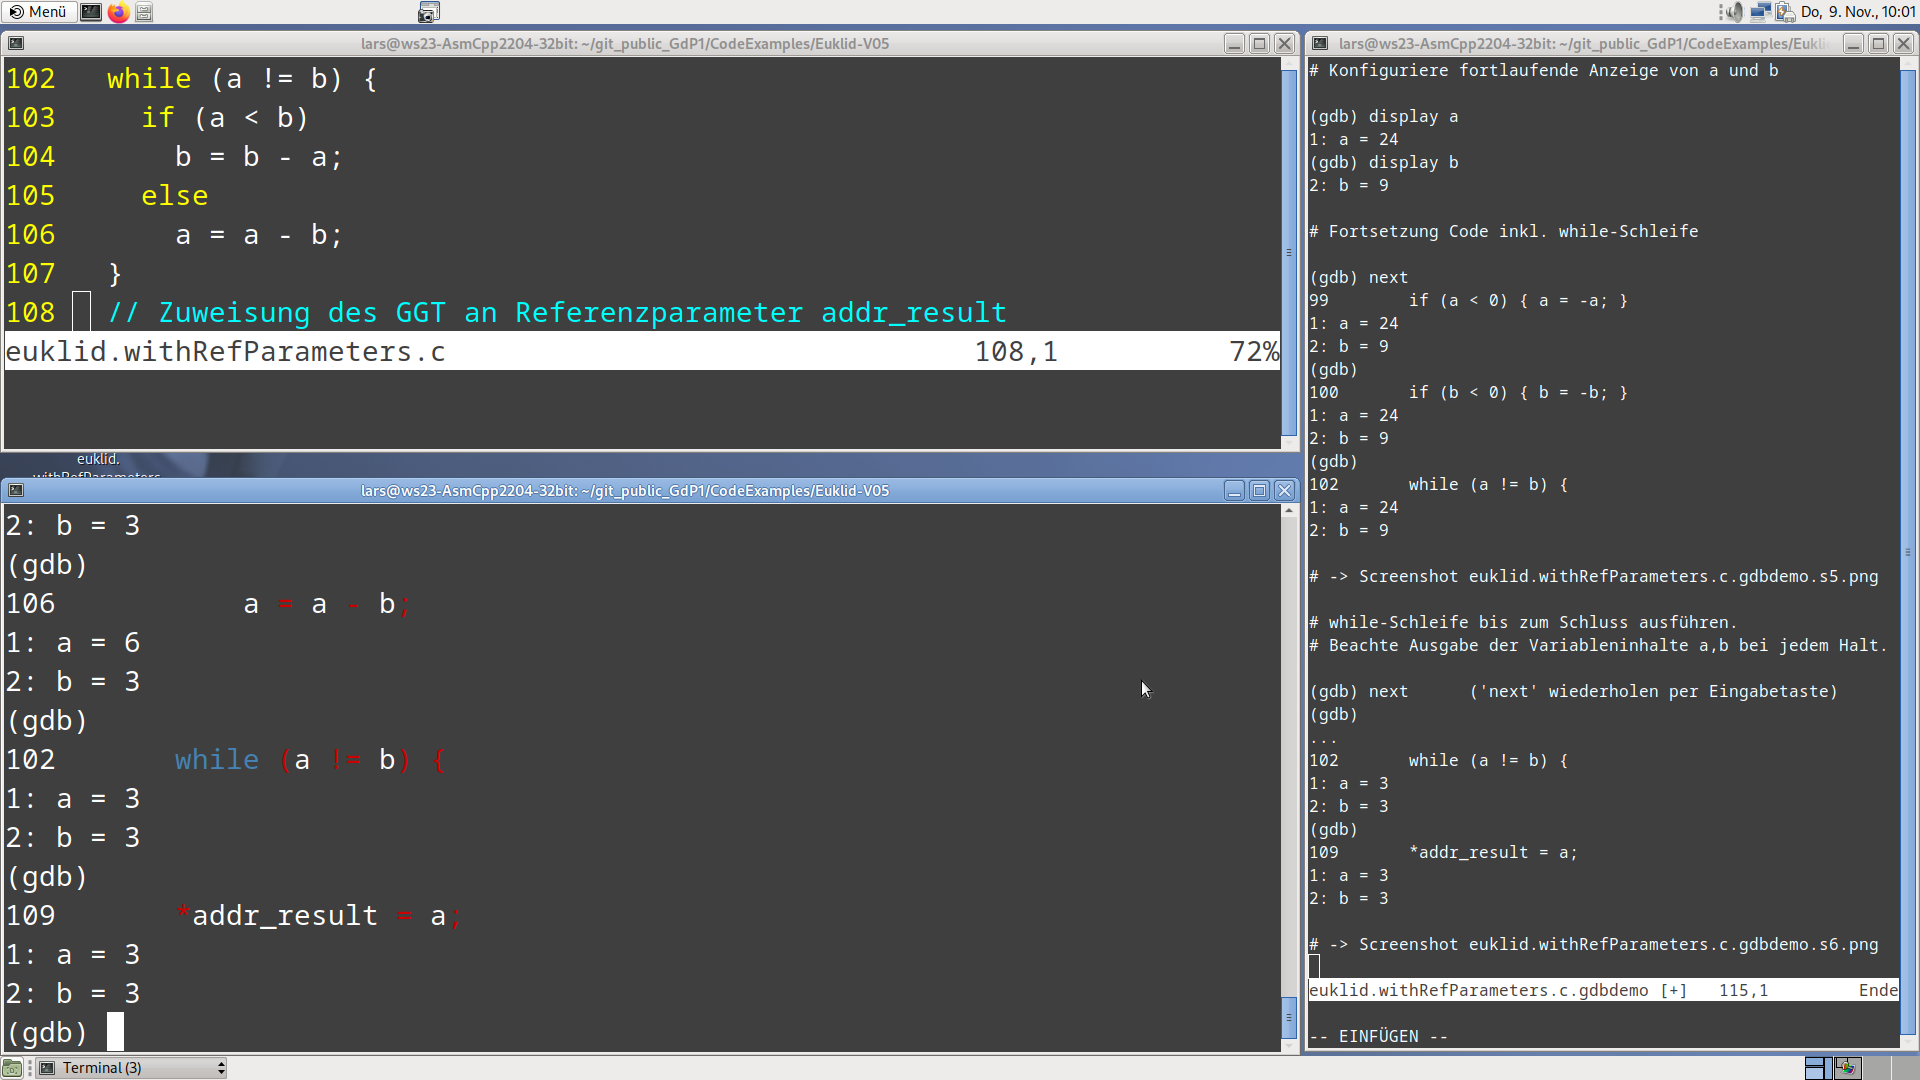 Menü
Do, 9. Nov., 10:01
lars@ws23-AsmCpp2204-32bit: ~/git_public_GdP1/CodeExamples/Euklid-V05
102   while (a != b) {
103     if (a < b)
104       b = b - a;
105     else
106       a = a - b;
107   }
108   // Zuweisung des GGT an Referenzparameter addr_result
euklid.withRefParameters.c 108,1 72%
euklid.
withRefParameters
lars@ws23-AsmCpp2204-32bit: ~/git_public_GdP1/CodeExamples/Euklid-V05
2: b = 3
(gdb)
106           a = a - b;
1: a = 6
2: b = 3
(gdb)
102       while (a != b) {
1: a = 3
2: b = 3
(gdb)
109       *addr_result = a;
1: a = 3
2: b = 3
(gdb)
lars@ws23-AsmCpp2204-32bit: ~/git_public_GdP1/CodeExamples/Eukl
# Konfiguriere fortlaufende Anzeige von a und b
(gdb) display a
1: a = 24
(gdb) display b
2: b = 9
# Fortsetzung Code inkl. while-Schleife
(gdb) next
99        if (a < 0) { a = -a; }
1: a = 24
2: b = 9
(gdb)
100       if (b < 0) { b = -b; }
1: a = 24
2: b = 9
(gdb)
102       while (a != b) {
1: a = 24
2: b = 9
# -> Screenshot euklid.withRefParameters.c.gdbdemo.s5.png
# while-Schleife bis zum Schluss ausführen.
# Beachte Ausgabe der Variableninhalte a,b bei jedem Halt.
(gdb) next      ('next' wiederholen per Eingabetaste)
(gdb)
...
102       while (a != b) {
1: a = 3
2: b = 3
(gdb)
109       *addr_result = a;
1: a = 3
2: b = 3
# -> Screenshot euklid.withRefParameters.c.gdbdemo.s6.png
euklid.withRefParameters.c.gdbdemo [+] 115,1 Ende
-- EINFÜGEN --
Terminal (3)